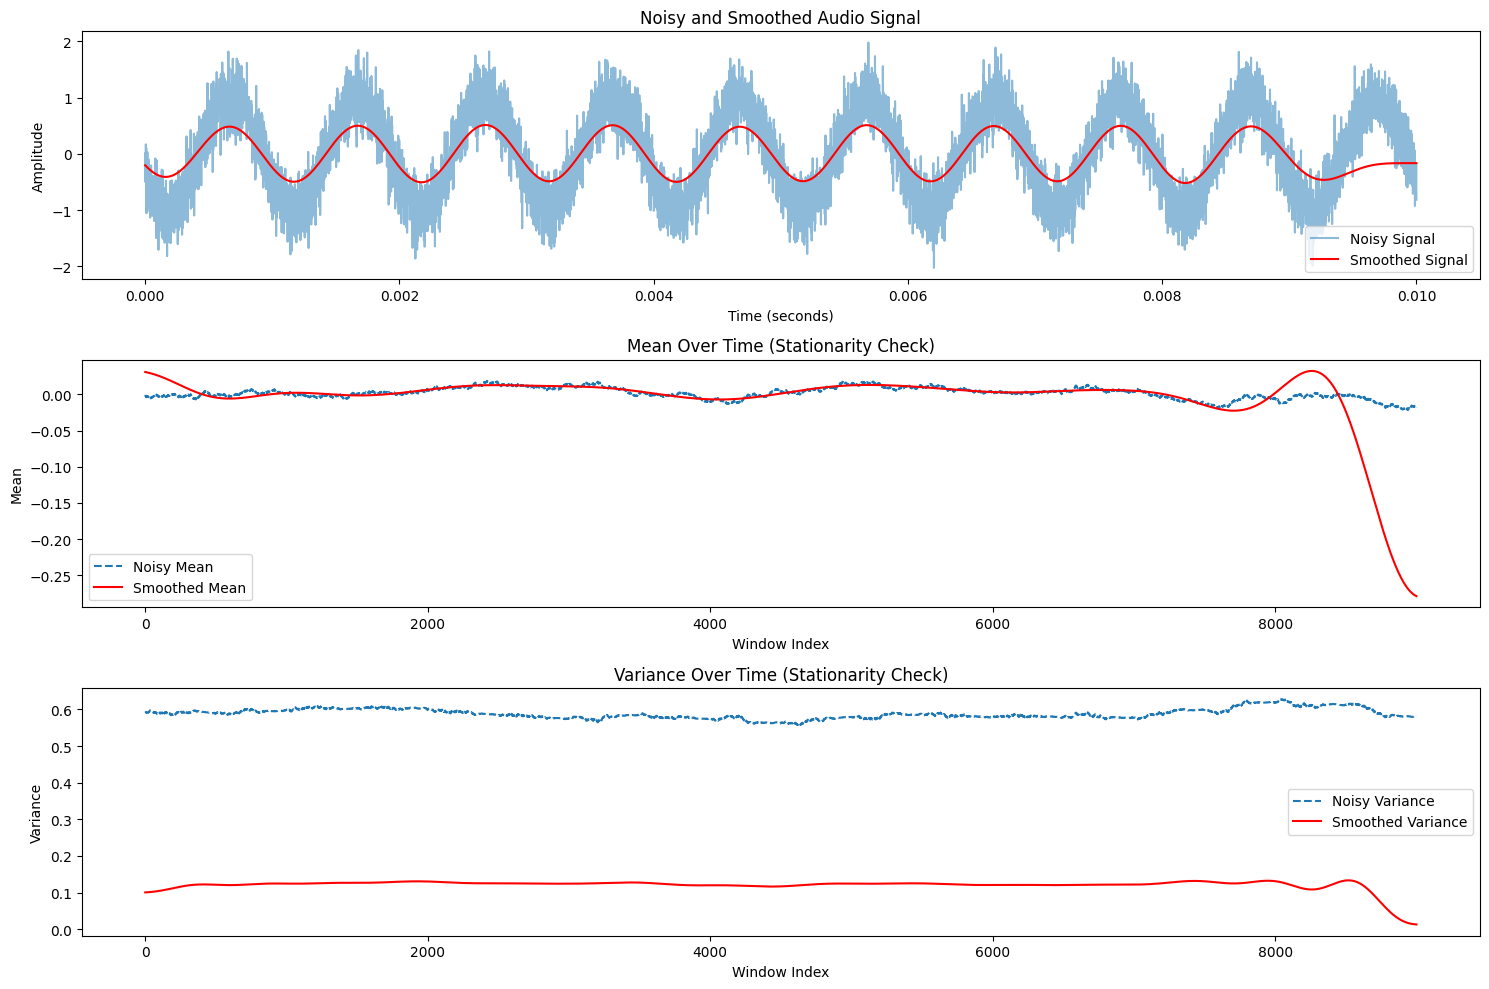 Noisy and Smoothed Audio Signal
2
1
0
−1
−2
Amplitude
Noisy Signal
Smoothed Signal
0.000
0.002
0.004
0.006
0.008
0.010
Time (seconds)
Mean Over Time (Stationarity Check)
0.00
−0.05
−0.10
−0.15
−0.20
−0.25
Mean
Noisy Mean
Smoothed Mean
0
2000
4000
6000
8000
Window Index
Variance Over Time (Stationarity Check)
0.6
0.5
0.4
0.3
0.2
0.1
0.0
Variance
Noisy Variance
Smoothed Variance
0
2000
4000
6000
8000
Window Index